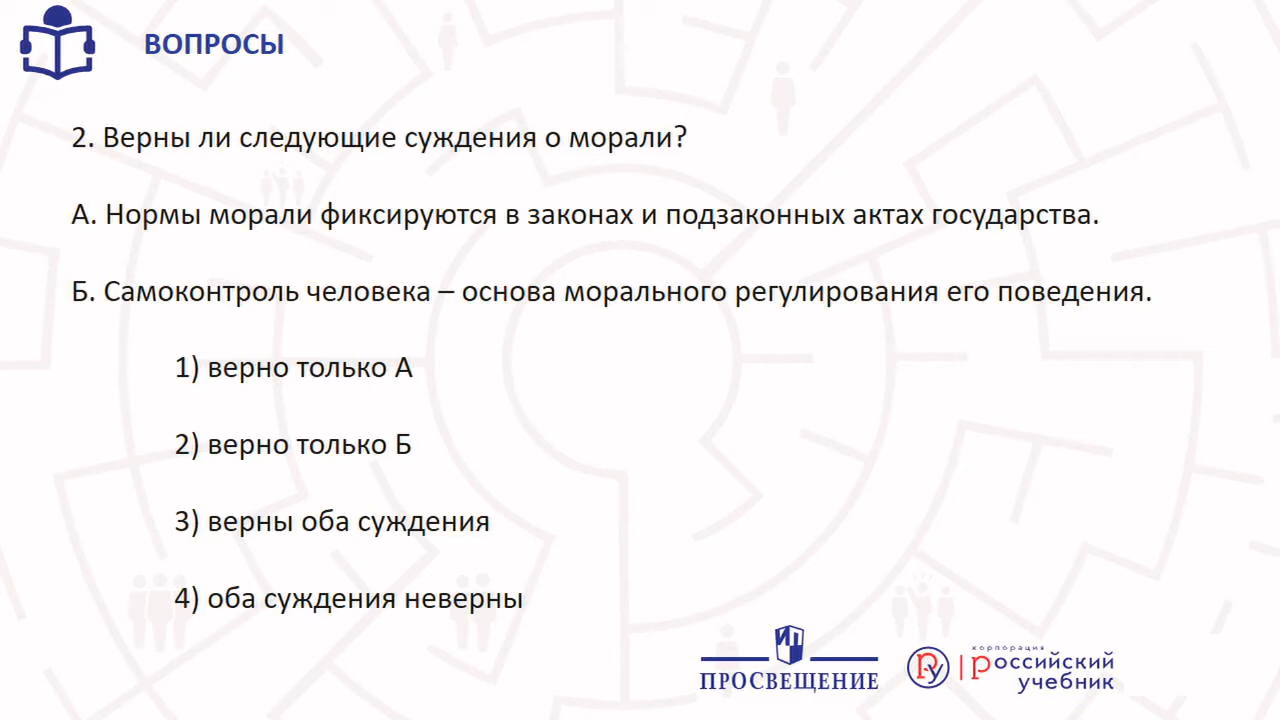 ВОПРОСЫ
2. Верны ли следующие суждения о морали?
А. Нормы морали фиксируются в законах и подзаконных актах государства.
Б. Самоконтроль человека – основа морального регулирования его поведения.
1) верно только А
2) верно только Б
3) верны оба суждения
4) оба суждения неверны
ИП
ПРОСВЕЩЕНИЕ
РУ
корпорация
российский
учебник